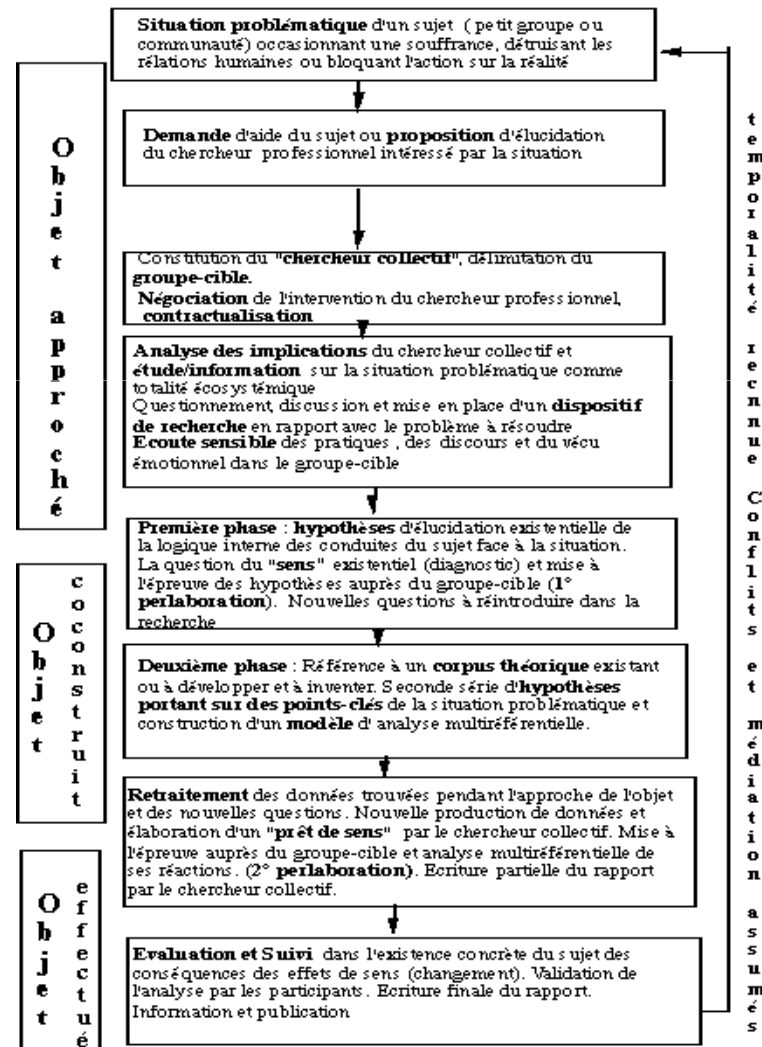 Situation problématique d'un sujet ( petit groupe ou
communauté) occasionnant une souffrance, détruisant les
rélations humaines ou bloquant l'action sur la réalité
Objet approché
Demande d'aide du sujet ou proposition d'élucidation
du chercheur professionnel intéressé par la situation
Constitution du "chercheur collectif", délimitation du
groupe-cible.
Négociation de l'intervention du chercheur professionnel,
contractualisation
Analyse des implications du chercheur collectif et
étude/information sur la situation problématique comme
totalité écosystémique
Questionnement, discussion et mise en place d'un dispositif
de recherche en rapport avec le problème à résoudre
Ecoute sensible des pratiques , des discours et du vécu
émotionnel dans le groupe-cible
Première phase : hypothèses d'élucidation existentielle de
la logique interne des conduites du sujet face à la situation.
La question du "sens" existentiel (diagnostic) et mise à
l'épreuve des hypothèses auprès du groupe-cible (1°
perlaboration). Nouvelles questions à réintroduire dans la
recherche
Objet coconstruit
Deuxième phase : Référence à un corpus théorique existant
ou à développer et à inventer. Seconde série d'hypothèses
portant sur des points-clés de la situation problématique et
construction d'un modèle d'analyse multiréférentielle.
Retraitement des données trouvées pendant l'approche de l'objet
et des nouvelles questions. Nouvelle production de données et
élaboration d'un "prêt de sens" par le chercheur collectif. Mise à
l'épreuve auprès du groupe-cible et analyse multiréférentielle de
ses réactions. (2° perlaboration). Ecriture partielle du rapport
par le chercheur collectif.
Objet effectué
Evaluation et Suivi dans l'existence concrète du sujet des
conséquences des effets de sens (changement). Validation de
l'analyse par les participants. Ecriture finale du rapport.
Information et publication
temporalité recnnue Conflits et médiation assumés